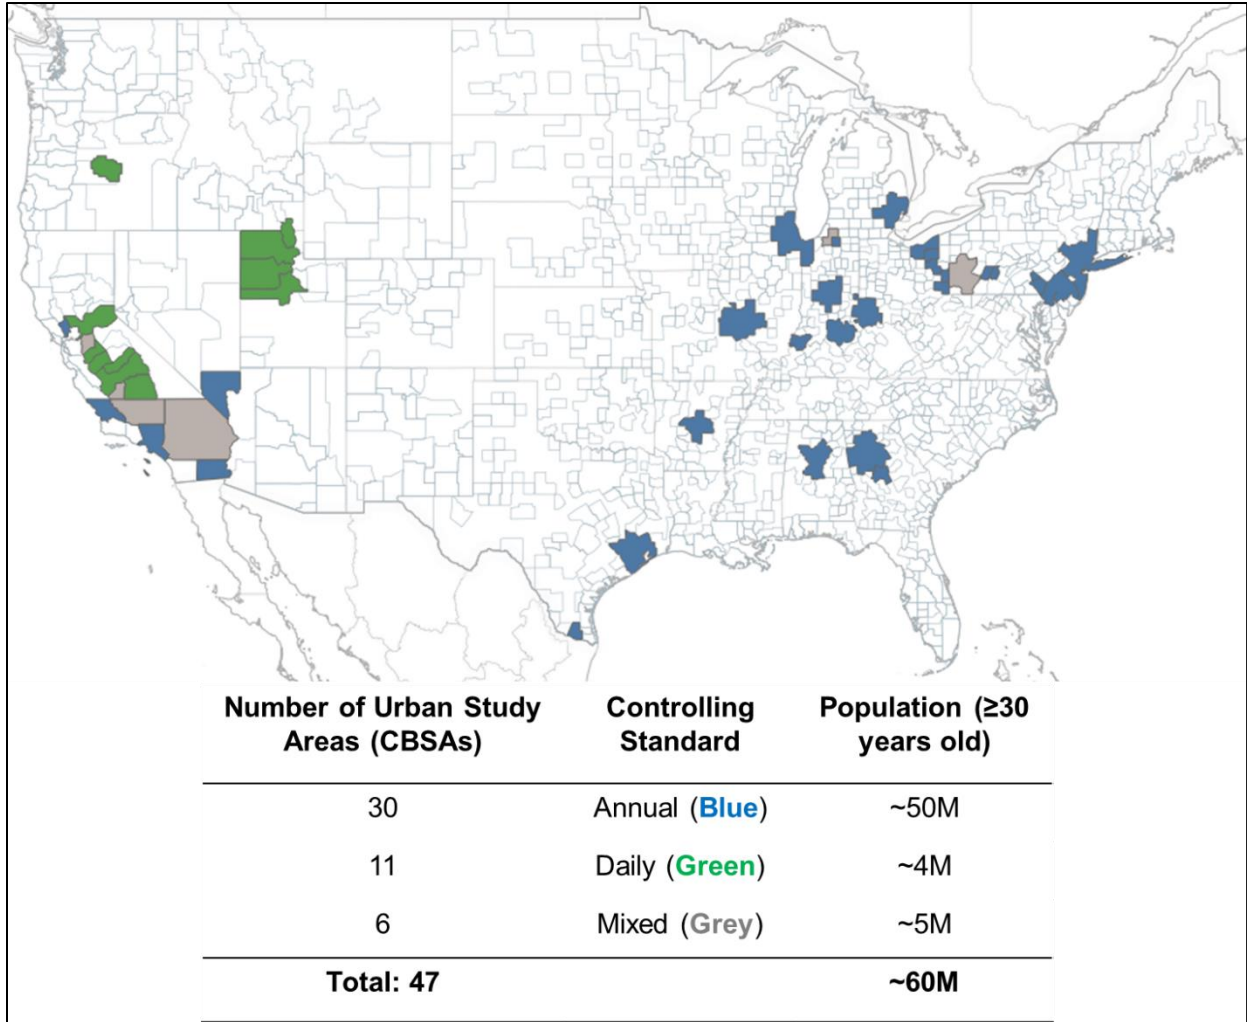 Number of Urban Study Areas (CBSAs) Controlling Standard Population (≥30 years old)
30 Annual (Blue) ~50M
11 Daily (Green) ~4M
6 Mixed (Grey) ~5M
Total: 47 ~60M